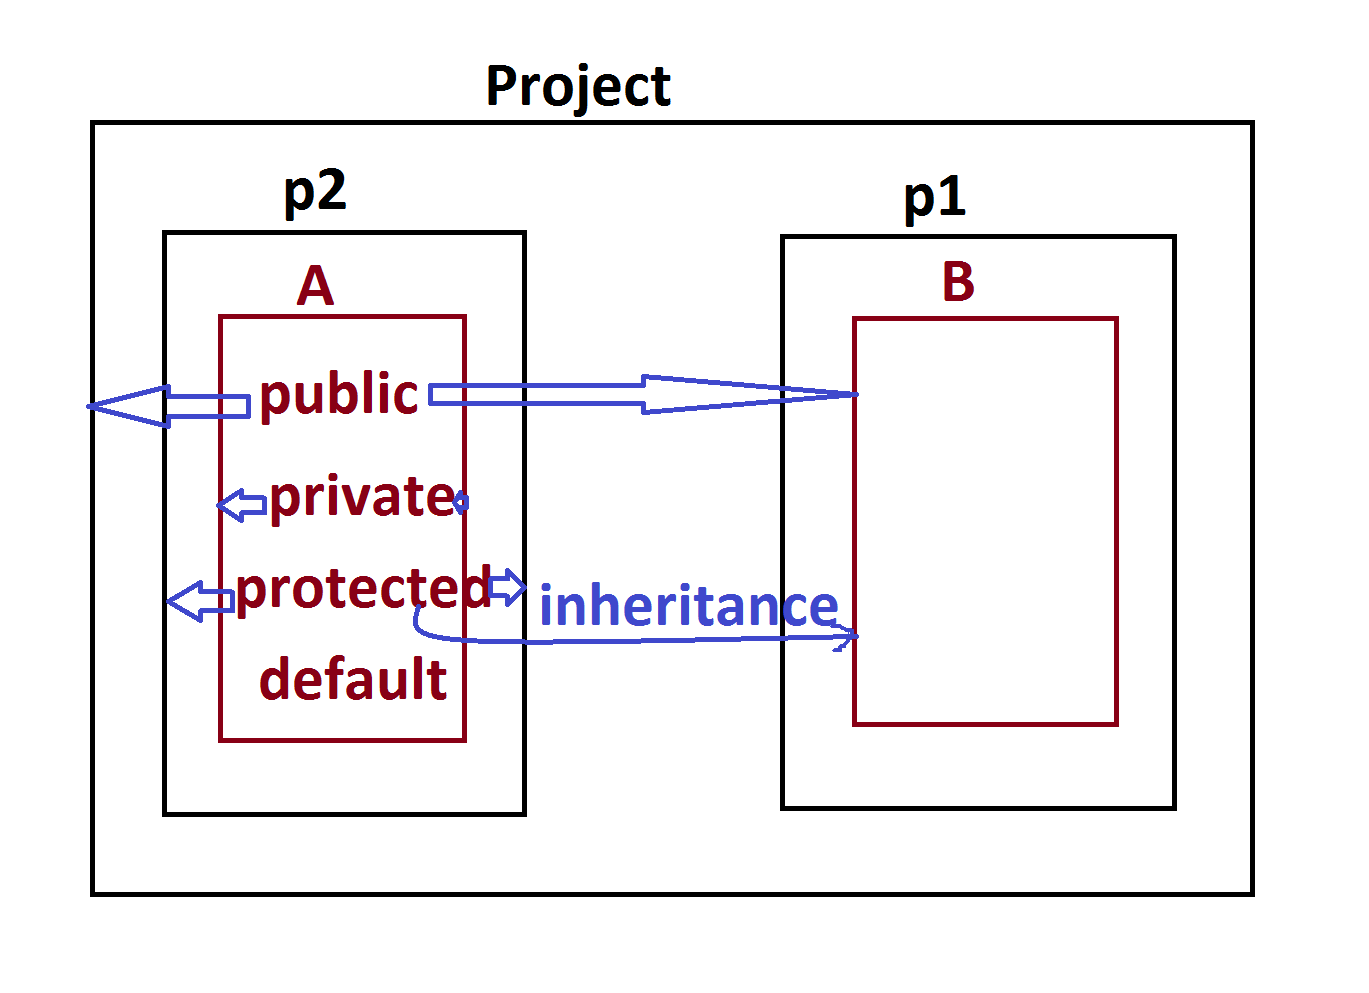 Project
p2
p1
A
B
public
private
protected
inheritance
default